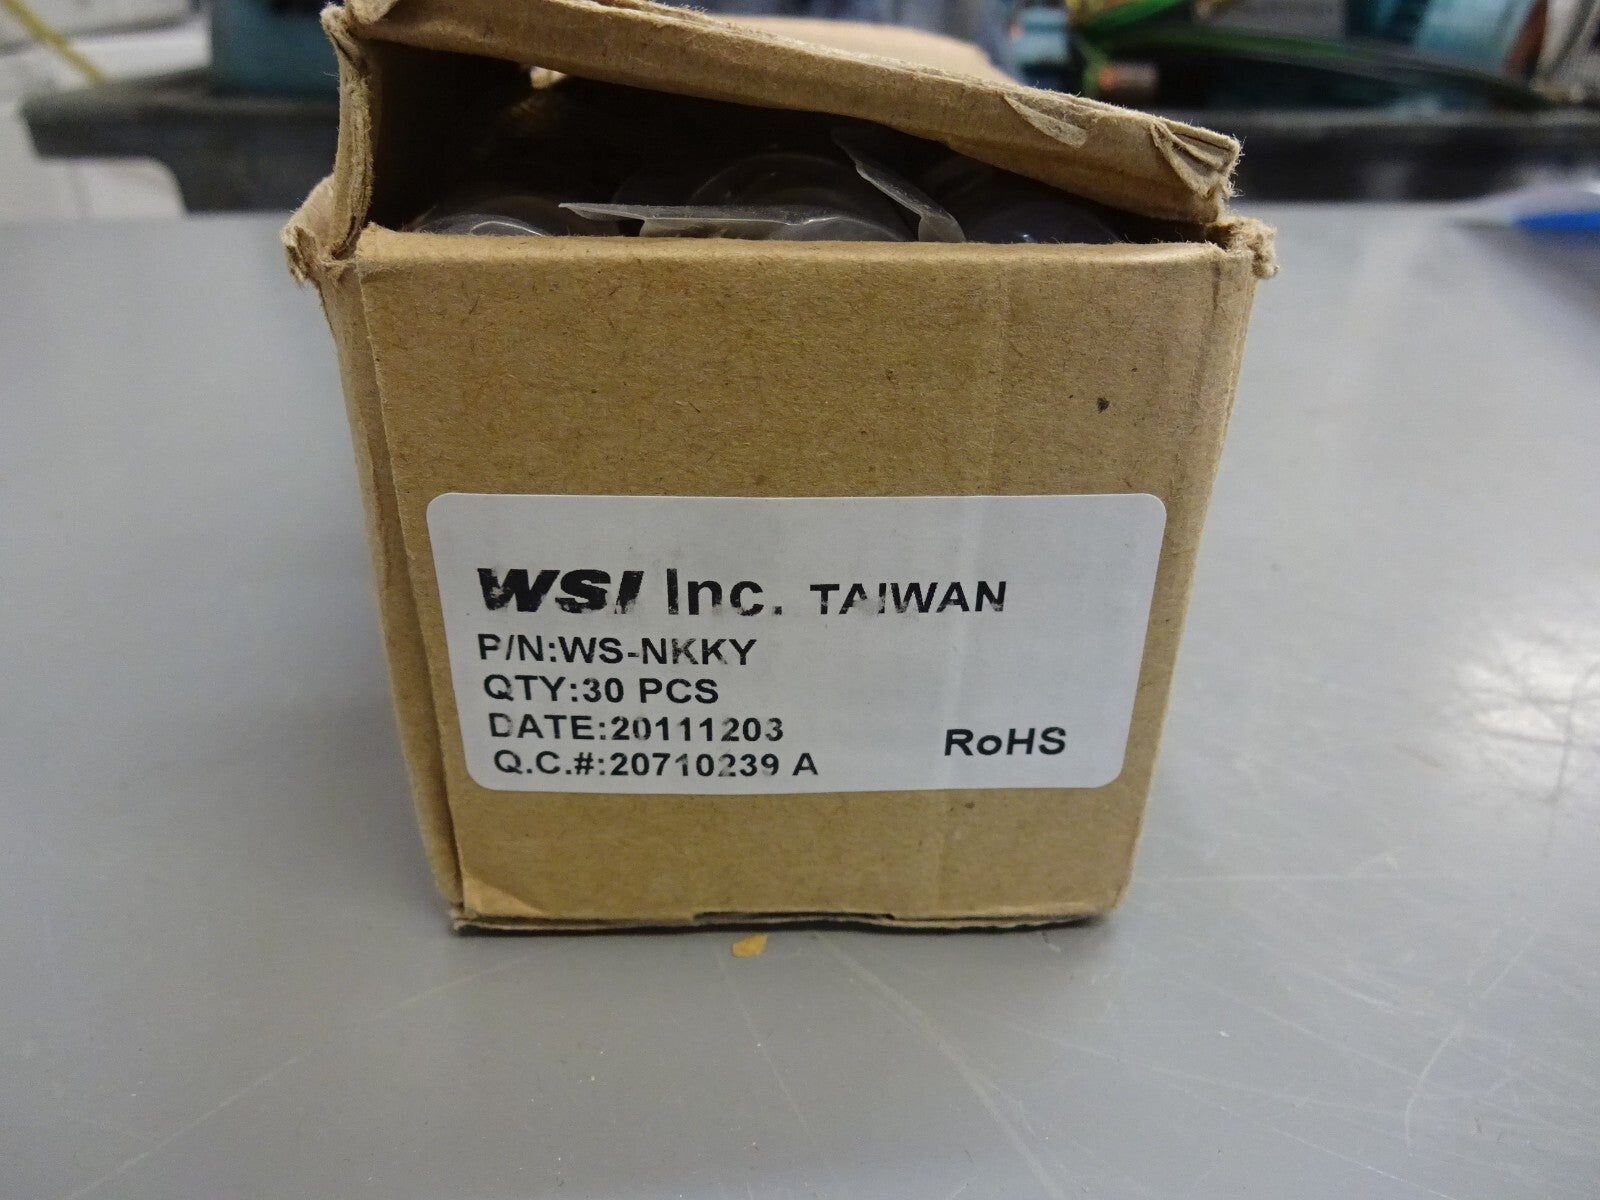 WSI Inc. TAIWAN
P/N:WS-NKKY
QTY:30 PCS
DATE:20111203
Q.C.#:20710239 A
RoHS